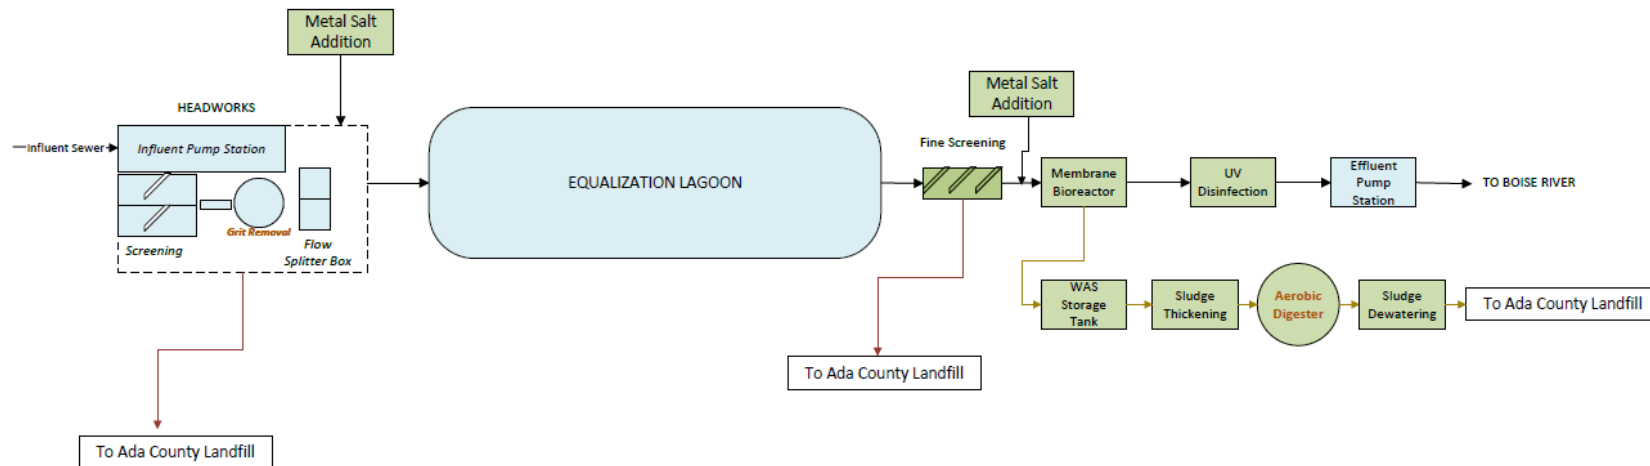 Metal Salt
Addition
HEADWORKS
Influent Sewer
Influent Pump Station
Grit Removal
Screening
Flow
Splitter Box
To Ada County Landfill
EQUALIZATION LAGOON
Fine Screening
Metal Salt
Addition
Membrane
Bioreactor
UV
Disinfection
Effluent
Pump
Station
TO BOISE RIVER
To Ada County Landfill
WAS
Storage
Tank
Sludge
Thickening
Aerobic
Digester
Sludge
Dewatering
To Ada County Landfill